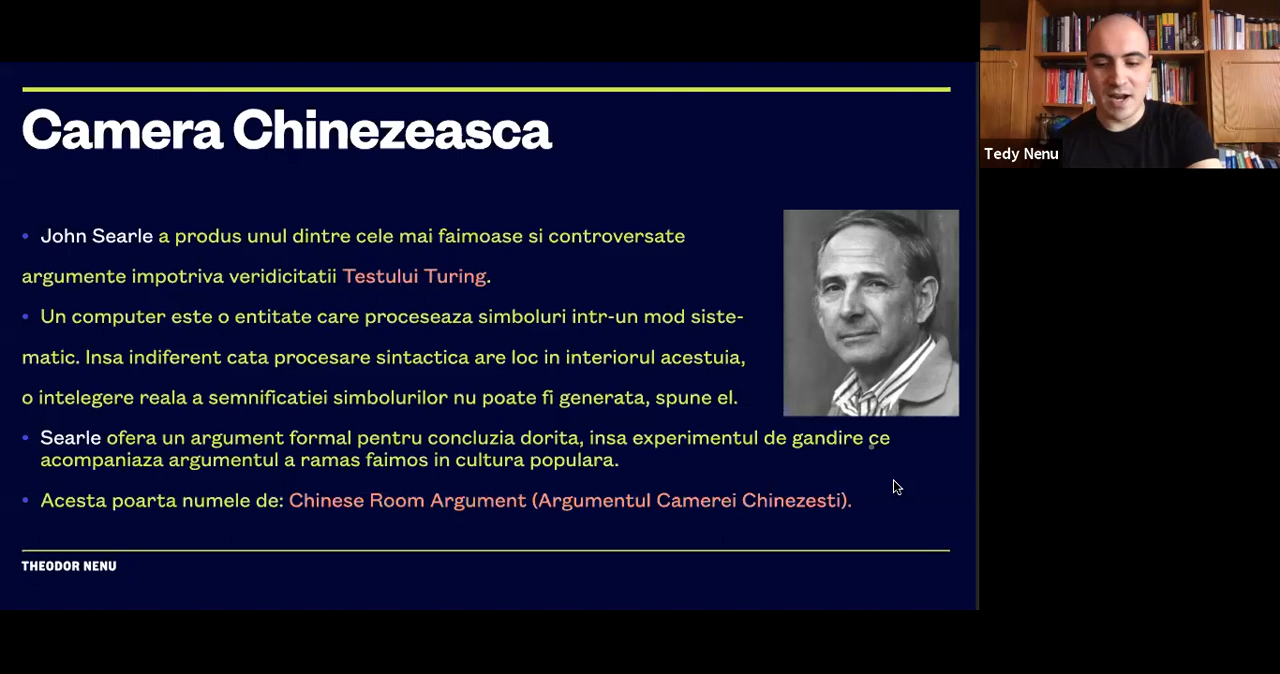 Camera Chinezeasca
Tedy Nenu
• John Searle a produs unul dintre cele mai faimoase si controversate
argumente impotriva veridicitatii Testului Turing.
• Un computer este o entitate care proceseaza simboluri intr-un mod siste-
matic. Insa indiferent cata procesare sintactica are loc in interiorul acestuia,
o intelegere reala a semnificatiei simbolurilor nu poate fi generata, spune el.
• Searle ofera un argument formal pentru concluzia dorita, insa experimentul de gandire ce
acompaniaza argumentul a ramas faimos in cultura populara.
• Acesta poarta numele de: Chinese Room Argument (Argumentul Camerei Chinezesti).
THEODOR NENU